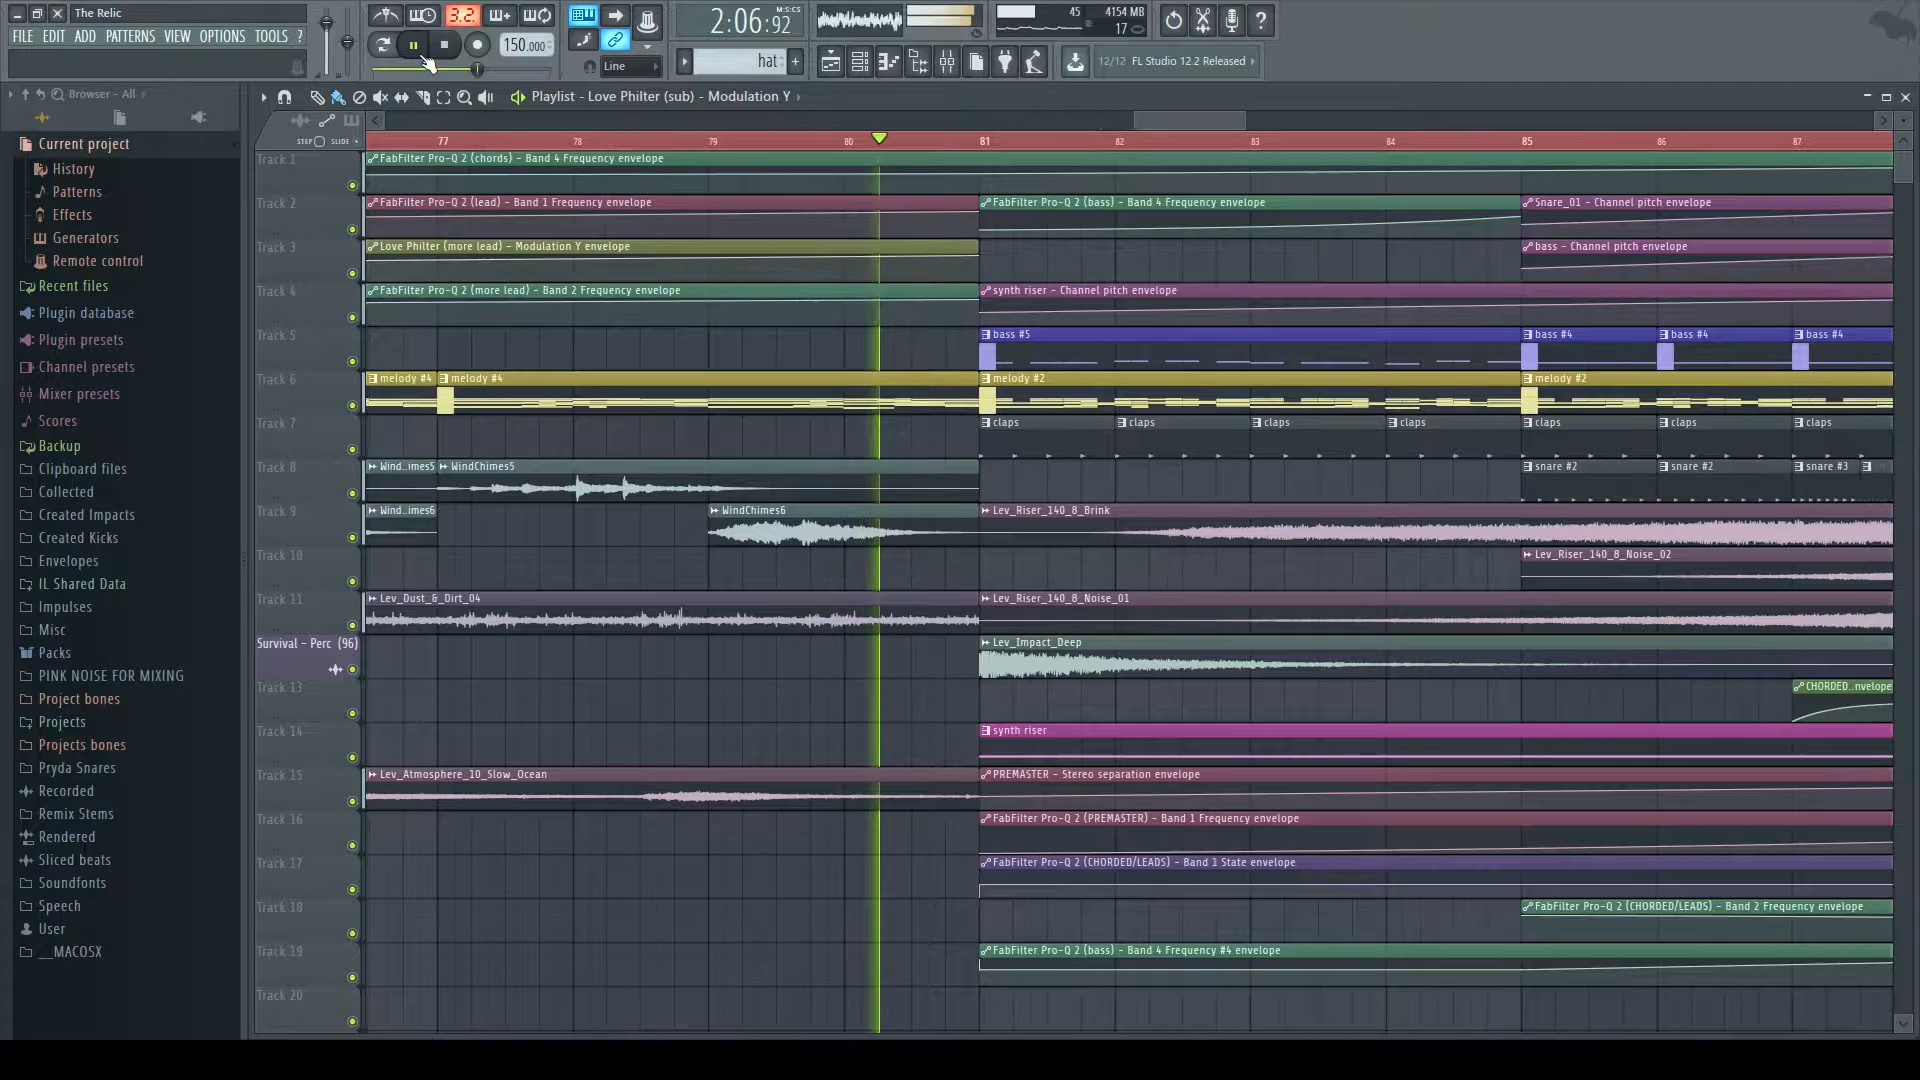 The Relic
FILE EDIT ADD PATTERNS VIEW OPTIONS TOOLS ?
3.2
150.000
Line
2:06:92
M:S:CS
hat
45
4154 MB
17
12/12 FL Studio 12.2 Released
Browser - All
Playlist - Love Philter (sub) - Modulation Y
STEP SLIDE
77 78 79 80 81 82 83 84 85 86 87
Current project
History
Patterns
Effects
Generators
Remote control
Recent files
Plugin database
Plugin presets
Channel presets
Mixer presets
Scores
Backup
Clipboard files
Collected
Created Impacts
Created Kicks
Envelopes
IL Shared Data
Impulses
Misc
Packs
PINK NOISE FOR MIXING
Project bones
Projects
Projects bones
Pryda Snares
Recorded
Remix Stems
Rendered
Sliced beats
Soundfonts
Speech
User
__MACOSX
Track 1
FabFilter Pro-Q 2 (chords) - Band 4 Frequency envelope
Track 2
FabFilter Pro-Q 2 (lead) - Band 1 Frequency envelope
FabFilter Pro-Q 2 (bass) - Band 4 Frequency envelope
Snare_01 - Channel pitch envelope
Track 3
Love Philter (more lead) - Modulation Y envelope
bass - Channel pitch envelope
Track 4
FabFilter Pro-Q 2 (more lead) - Band 2 Frequency envelope
synth riser - Channel pitch envelope
Track 5
bass #5
bass #4
bass #4
bass #4
Track 6
melody #4
melody #4
melody #2
melody #2
Track 7
claps
claps
claps
claps
claps
claps
claps
Track 8
Wind..imes5
WindChimes5
snare #2
snare #2
snare #3
Track 9
Wind..imes6
WindChimes6
Lev_Riser_140_8_Brink
Track 10
Lev_Riser_140_8_Noise_02
Track 11
Lev_Dust_&_Dirt_04
Lev_Riser_140_8_Noise_01
Survival - Perc (96)
Lev_Impact_Deep
Track 13
CHORDED..nvelope
Track 14
synth riser
Track 15
Lev_Atmosphere_10_Slow_Ocean
PREMASTER - Stereo separation envelope
Track 16
FabFilter Pro-Q 2 (PREMASTER) - Band 1 Frequency envelope
Track 17
FabFilter Pro-Q 2 (CHORDED/LEADS) - Band 1 State envelope
Track 18
FabFilter Pro-Q 2 (CHORDED/LEADS) - Band 2 Frequency envelope
Track 19
FabFilter Pro-Q 2 (bass) - Band 4 Frequency #4 envelope
Track 20